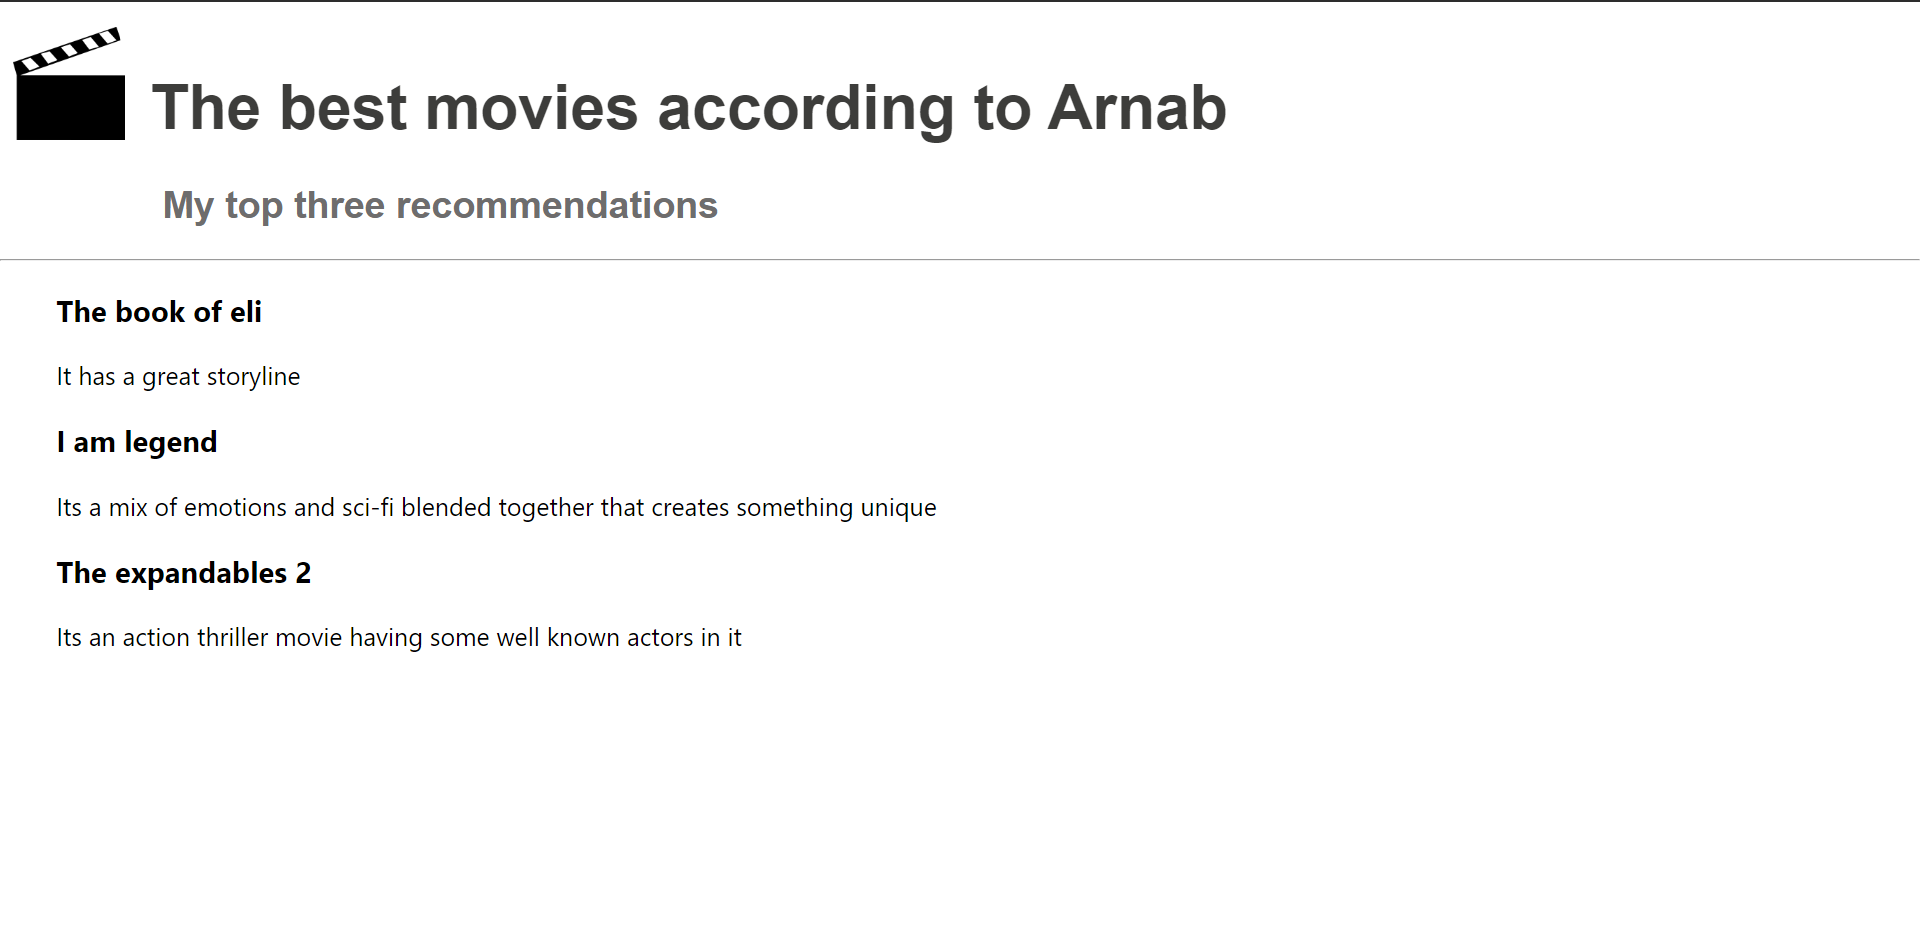 The best movies according to Arnab
My top three recommendations
The book of eli
It has a great storyline
I am legend
Its a mix of emotions and sci-fi blended together that creates something unique
The expandables 2
Its an action thriller movie having some well known actors in it